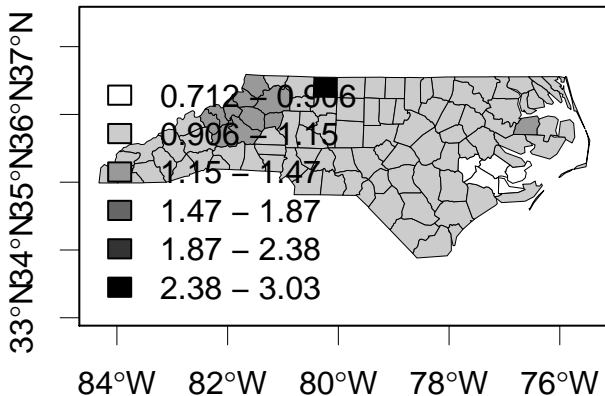 37°N
36°N
35°N
34°N
33°N
0.712 – 0.906
0.906 – 1.15
1.15 – 1.47
1.47 – 1.87
1.87 – 2.38
2.38 – 3.03
84°W 82°W 80°W 78°W 76°W